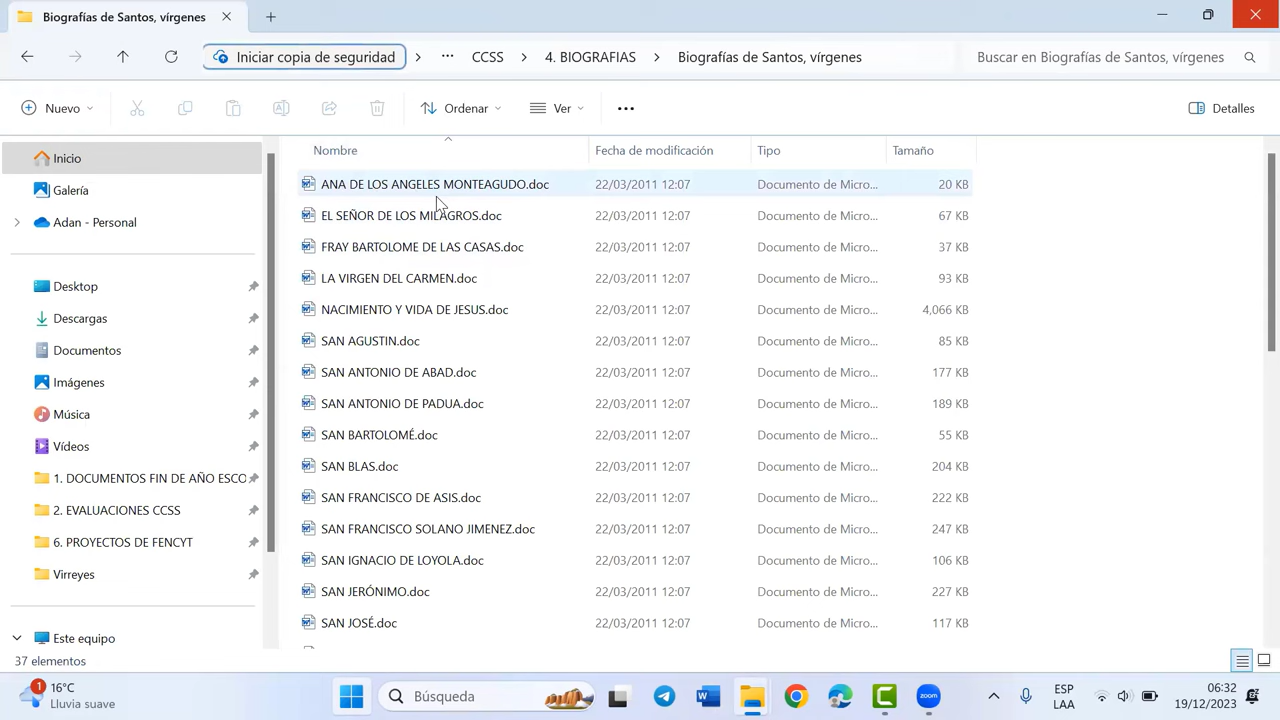 Biografías de Santos, vírgenes
Iniciar copia de seguridad
CCSS
4. BIOGRAFIAS
Biografías de Santos, vírgenes
Buscar en Biografías de Santos, vírgenes
Nuevo
Ordenar
Ver
Detalles
Inicio
Galería
Adan - Personal
Desktop
Descargas
Documentos
Imágenes
Música
Vídeos
1. DOCUMENTOS FIN DE AÑO ESCO
2. EVALUACIONES CCSS
6. PROYECTOS DE FENCYT
Virreyes
Este equipo
Nombre Fecha de modificación Tipo Tamaño
ANA DE LOS ANGELES MONTEAGUDO.doc 22/03/2011 12:07 Documento de Micro... 20 KB
EL SEÑOR DE LOS MILAGROS.doc 22/03/2011 12:07 Documento de Micro... 67 KB
FRAY BARTOLOME DE LAS CASAS.doc 22/03/2011 12:07 Documento de Micro... 37 KB
LA VIRGEN DEL CARMEN.doc 22/03/2011 12:07 Documento de Micro... 93 KB
NACIMIENTO Y VIDA DE JESUS.doc 22/03/2011 12:07 Documento de Micro... 4,066 KB
SAN AGUSTIN.doc 22/03/2011 12:07 Documento de Micro... 85 KB
SAN ANTONIO DE ABAD.doc 22/03/2011 12:07 Documento de Micro... 177 KB
SAN ANTONIO DE PADUA.doc 22/03/2011 12:07 Documento de Micro... 189 KB
SAN BARTOLOMÉ.doc 22/03/2011 12:07 Documento de Micro... 55 KB
SAN BLAS.doc 22/03/2011 12:07 Documento de Micro... 204 KB
SAN FRANCISCO DE ASIS.doc 22/03/2011 12:07 Documento de Micro... 222 KB
SAN FRANCISCO SOLANO JIMENEZ.doc 22/03/2011 12:07 Documento de Micro... 247 KB
SAN IGNACIO DE LOYOLA.doc 22/03/2011 12:07 Documento de Micro... 106 KB
SAN JERÓNIMO.doc 22/03/2011 12:07 Documento de Micro... 227 KB
SAN JOSÉ.doc 22/03/2011 12:07 Documento de Micro... 117 KB
37 elementos
1
16°C
Lluvia suave
Búsqueda
zoom
ESP
LAA
06:32
19/12/2023